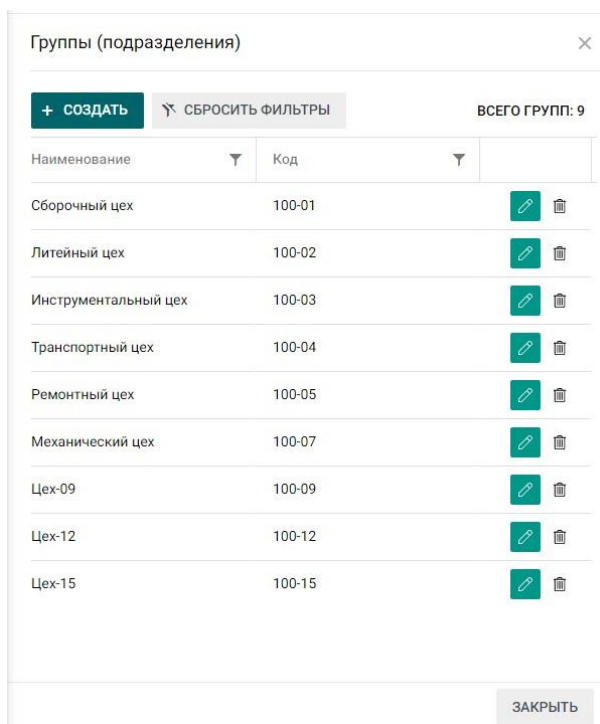 Группы (подразделения)
+ СОЗДАТЬ СБРОСИТЬ ФИЛЬТРЫ ВСЕГО ГРУПП: 9
Наименование Код
Сборочный цех 100-01
Литейный цех 100-02
Инструментальный цех 100-03
Транспортный цех 100-04
Ремонтный цех 100-05
Механический цех 100-07
Цех-09 100-09
Цех-12 100-12
Цех-15 100-15
ЗАКРЫТЬ